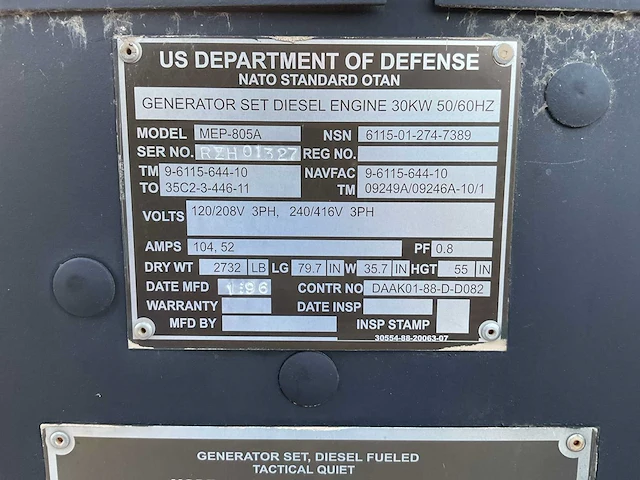 US DEPARTMENT OF DEFENSE
NATO STANDARD OTAN
GENERATOR SET DIESEL ENGINE 30KW 50/60HZ
MODEL MEP-805A NSN 6115-01-274-7389
SER NO. RZH01327 REG NO.
TM 9-6115-644-10 NAVFAC 9-6115-644-10
TO 35C2-3-446-11 TM 09249A/09246A-10/1
VOLTS 120/208V 3PH, 240/416V 3PH
AMPS 104, 52 PF 0.8
DRY WT 2732 LB LG 79.7 IN W 35.7 IN HGT 55 IN
DATE MFD 1:96 CONTR NO DAAK01-88-D-D082
WARRANTY DATE INSP
MFD BY INSP STAMP
30554-88-20063-07
GENERATOR SET, DIESEL FUELED
TACTICAL QUIET